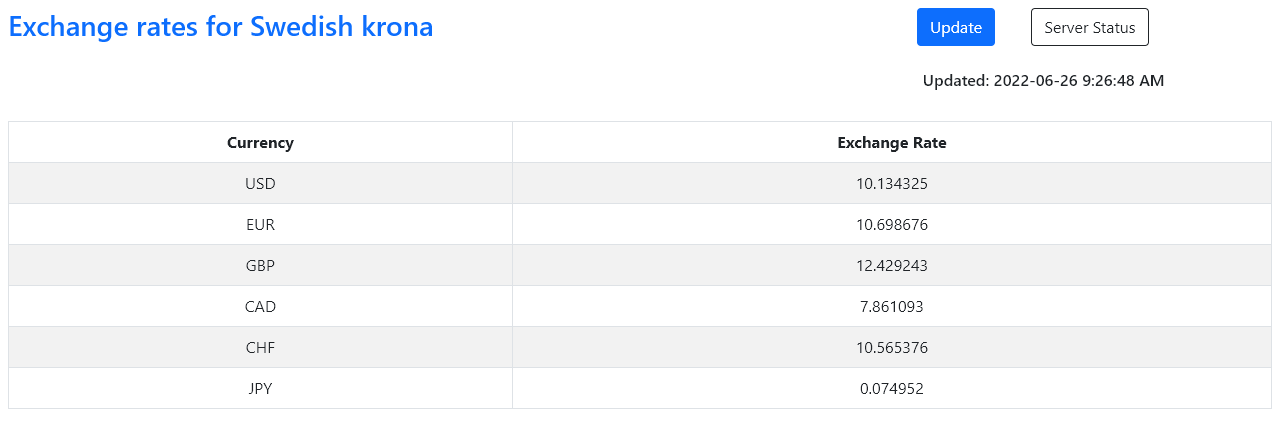 Exchange rates for Swedish krona
Update
Server Status
Updated: 2022-06-26 9:26:48 AM
Currency Exchange Rate
USD 10.134325
EUR 10.698676
GBP 12.429243
CAD 7.861093
CHF 10.565376
JPY 0.074952